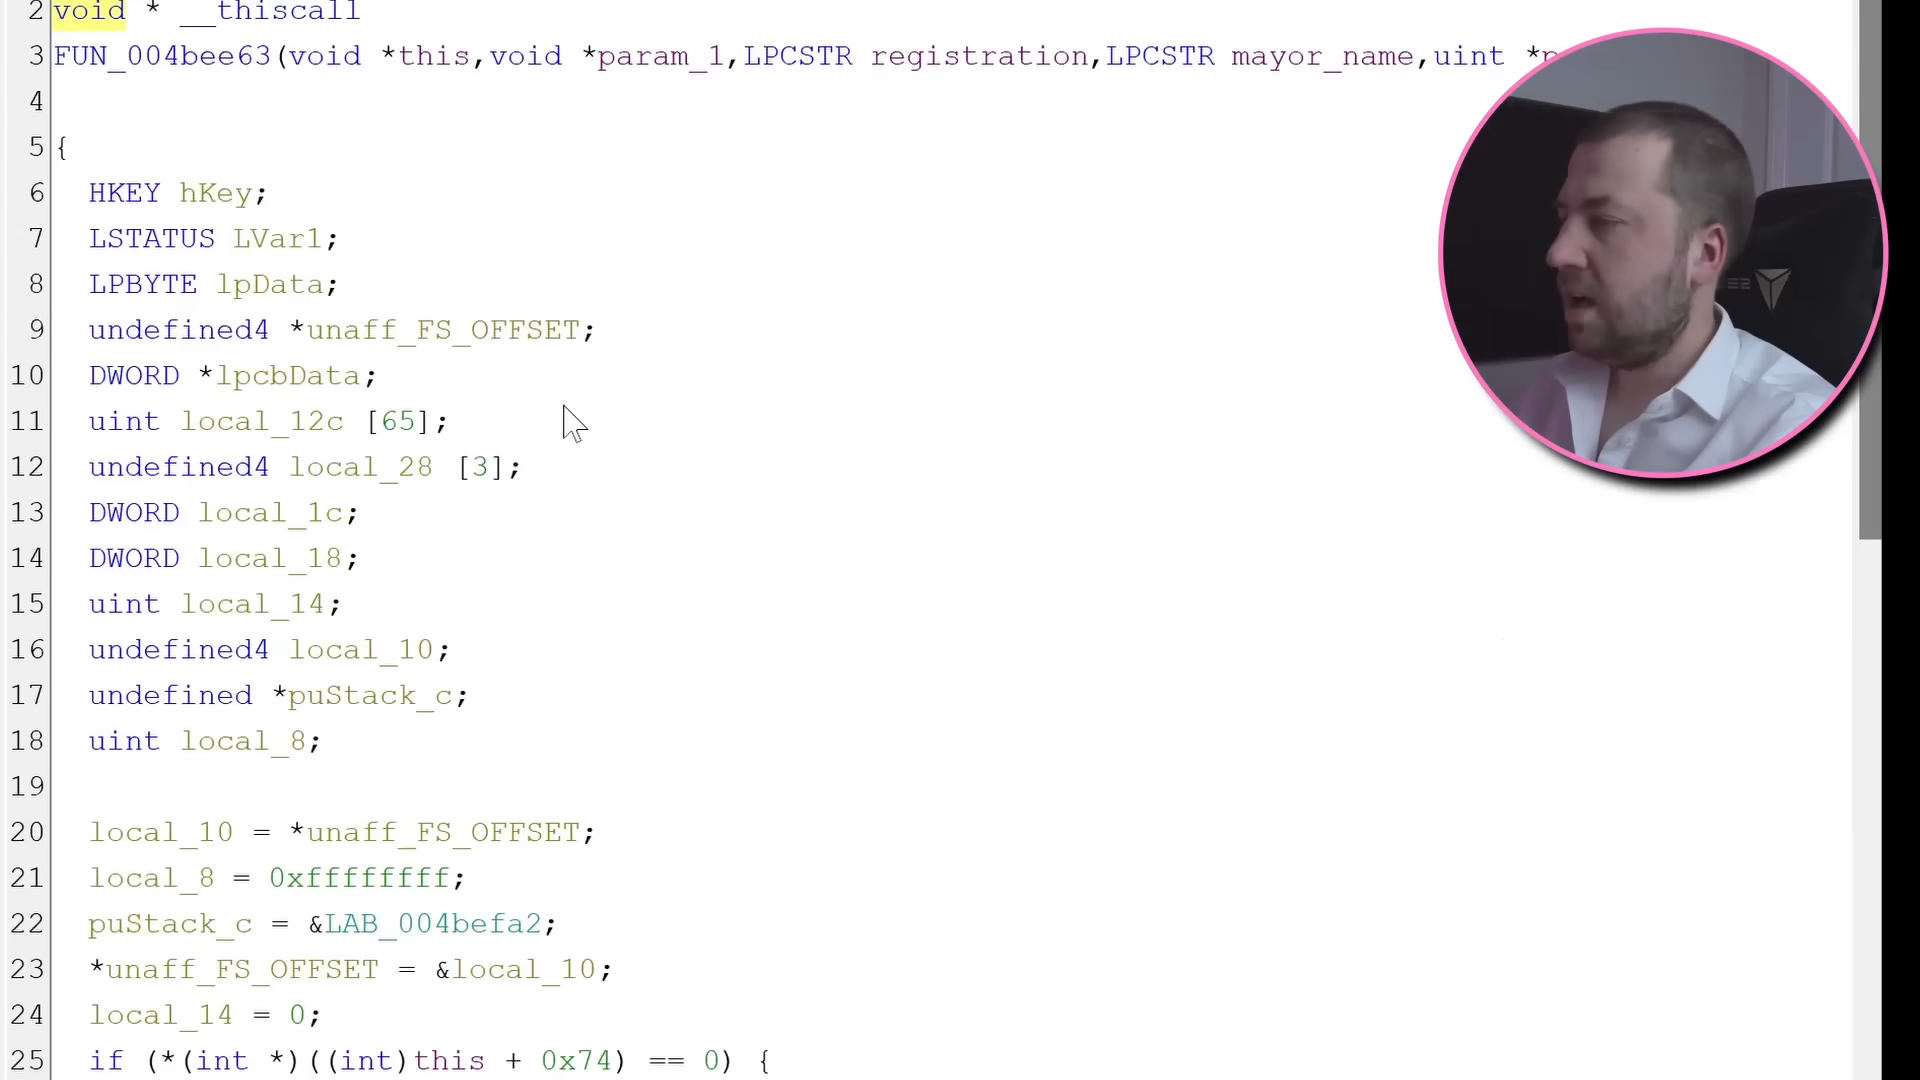 2 void * __thiscall
3 FUN_004bee63(void *this,void *param_1,LPCSTR registration,LPCSTR mayor_name,uint *p
4
5 {
6 HKEY hKey;
7 LSTATUS LVar1;
8 LPBYTE lpData;
9 undefined4 *unaff_FS_OFFSET;
10 DWORD *lpcbData;
11 uint local_12c [65];
12 undefined4 local_28 [3];
13 DWORD local_1c;
14 DWORD local_18;
15 uint local_14;
16 undefined4 local_10;
17 undefined *puStack_c;
18 uint local_8;
19
20 local_10 = *unaff_FS_OFFSET;
21 local_8 = 0xffffffff;
22 puStack_c = &LAB_004befa2;
23 *unaff_FS_OFFSET = &local_10;
24 local_14 = 0;
25 if (*(int *)((int)this + 0x74) == 0) {